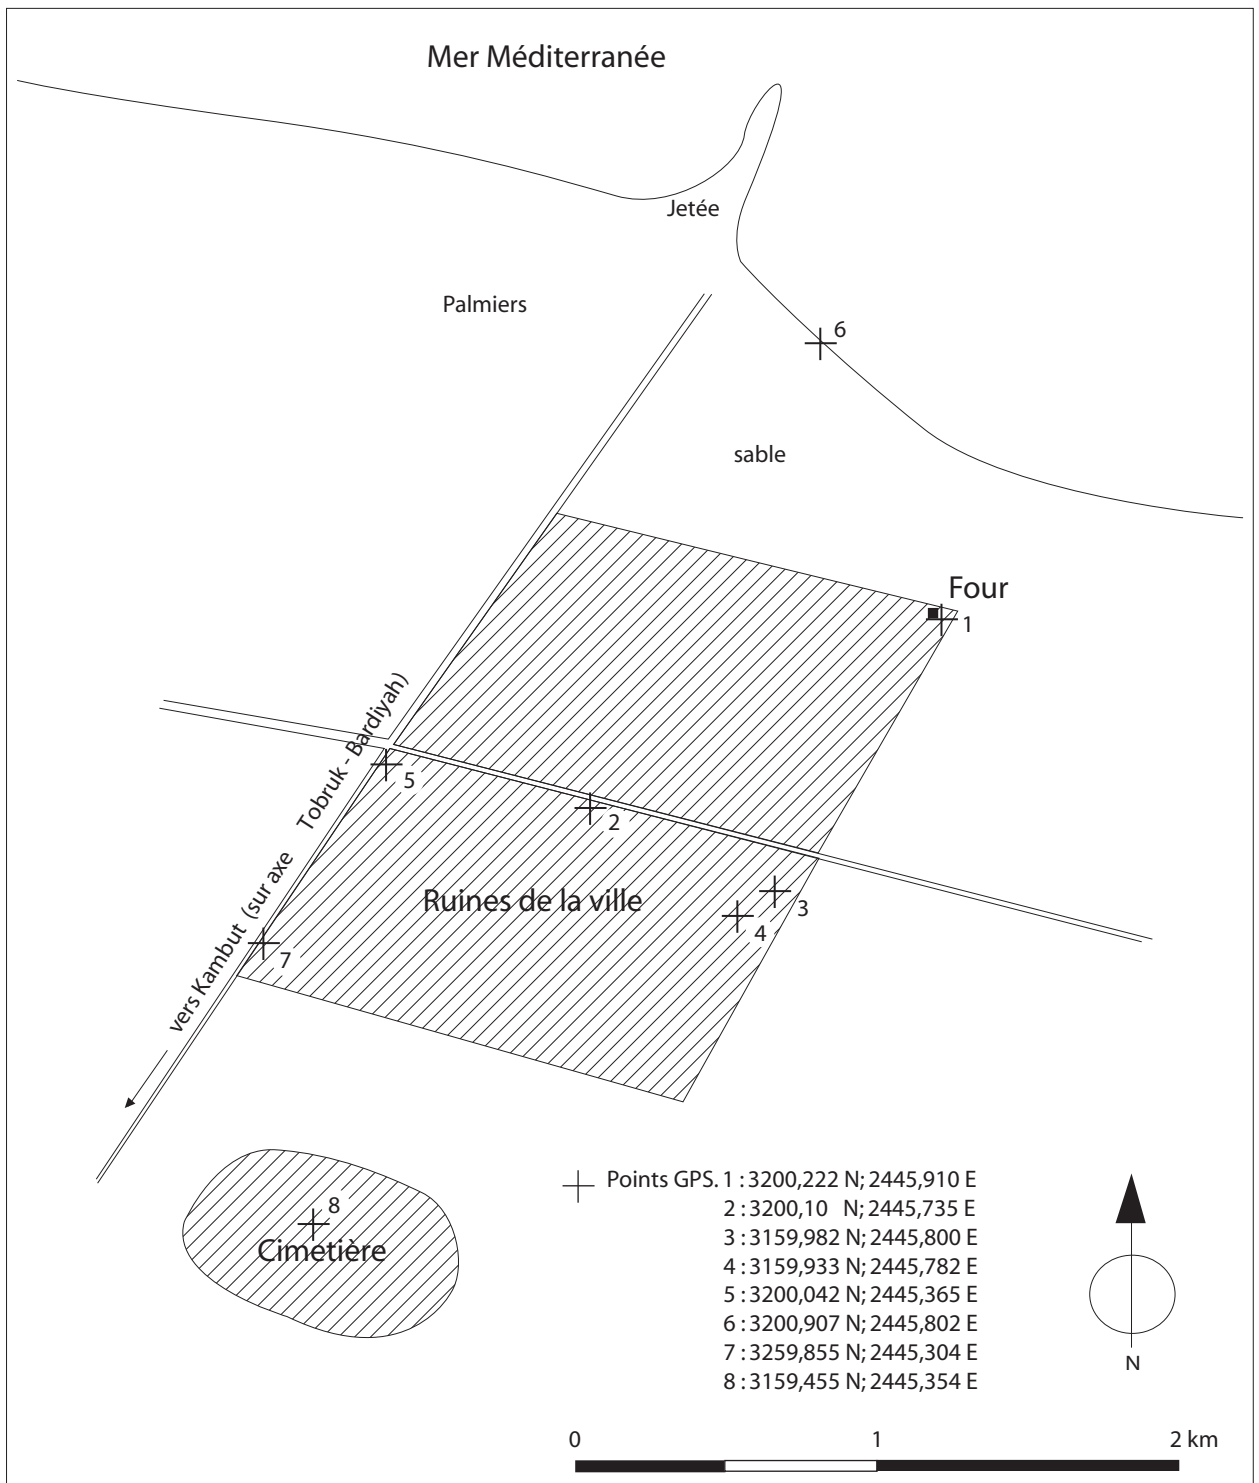 Mer Méditerranée
Jetée
Palmiers
6
sable
Four
1
5
2
Ruines de la ville
3
4
7
vers Kambut (sur axe Tobruk - Bardiyah)
8
Cimetière
Points GPS. 1 : 3200,222 N; 2445,910 E
2 : 3200,10 N; 2445,735 E
3 : 3159,982 N; 2445,800 E
4 : 3159,933 N; 2445,782 E
5 : 3200,042 N; 2445,365 E
6 : 3200,907 N; 2445,802 E
7 : 3259,855 N; 2445,304 E
8 : 3159,455 N; 2445,354 E
N
0 1 2 km